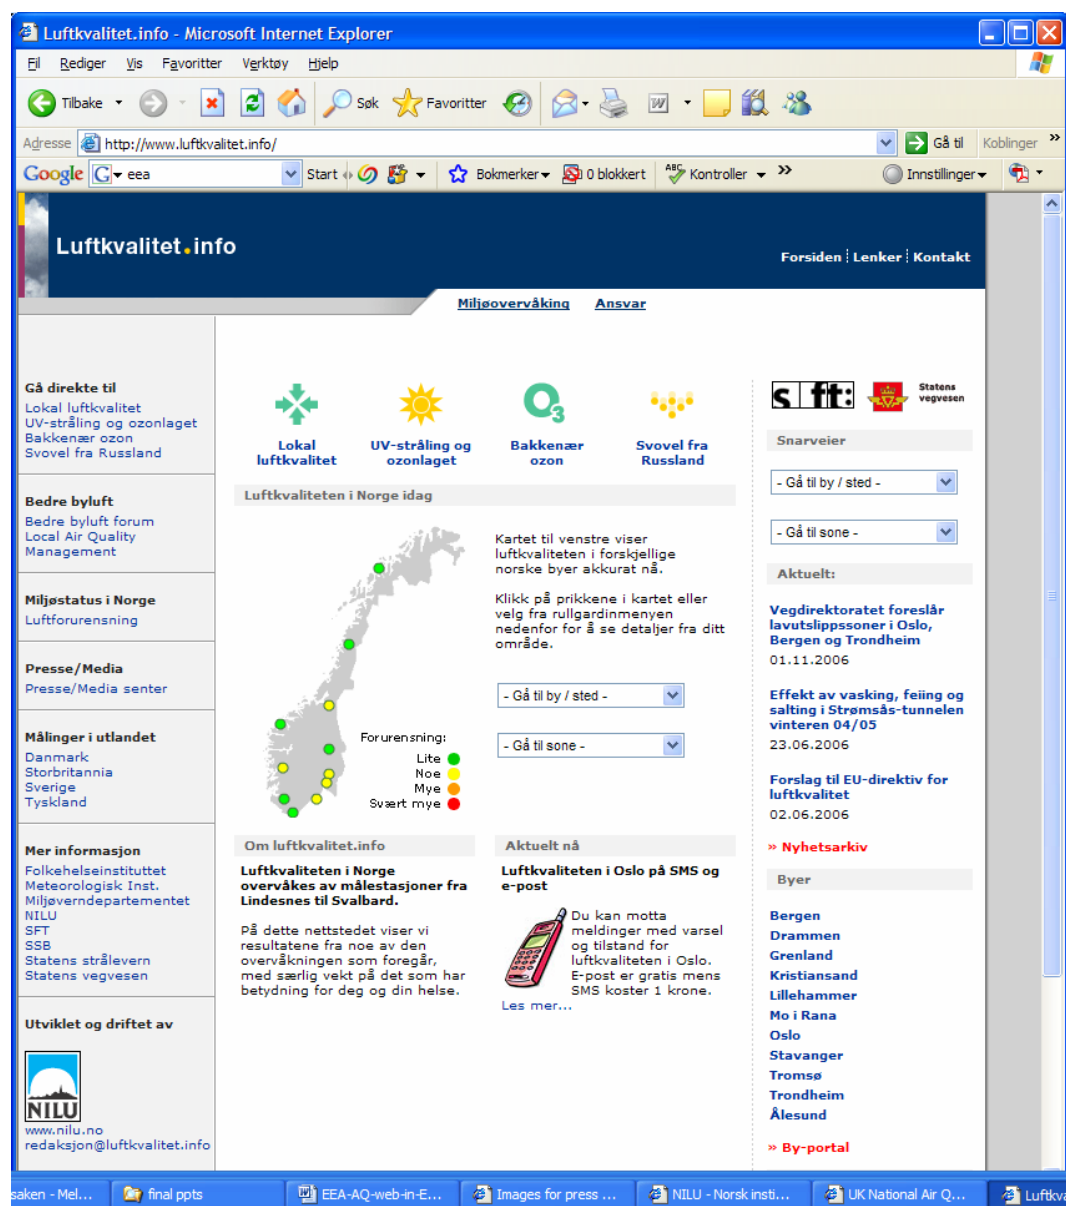 Luftkvalitet.info - Microsoft Internet Explorer
Fil Rediger Vis Favoritter Verktøy Hjelp
Tilbake Søk Favoritter
Adresse http://www.luftkvalitet.info/ Gå til Koblinger »
Google G eea Start Bokmerker 0 blokkert ABC Kontroller » Innstillinger
Luftkvalitet.info
Forsiden Lenker Kontakt
Miljøovervåking Ansvar
Gå direkte til
Lokal luftkvalitet
UV-stråling og ozonlaget
Bakkenær ozon
Svovel fra Russland
Bedre byluft
Bedre byluft forum
Local Air Quality
Management
Miljøstatus i Norge
Luftforurensning
Presse/Media
Presse/Media senter
Målinger i utlandet
Danmark
Storbritannia
Sverige
Tyskland
Mer informasjon
Folkehelseinstituttet
Meteorologisk Inst.
Miljøverndepartementet
NILU
SFT
SSB
Statens strålevern
Statens vegvesen
Utviklet og driftet av
NILU
www.nilu.no
redaksjon@luftkvalitet.info
Lokal
luftkvalitet
UV-stråling og
ozonlaget
O3
Bakkenær
ozon
Svovel fra
Russland
Luftkvaliteten i Norge idag
Kartet til venstre viser
luftkvaliteten i forskjellige
norske byer akkurat nå.
Klikk på prikkene i kartet eller
velg fra rullgardinmenyen
nedenfor for å se detaljer fra ditt
område.
- Gå til by / sted -
- Gå til sone -
Forurensning:
Lite
Noe
Mye
Svært mye
Om luftkvalitet.info
Luftkvaliteten i Norge
overvåkes av målestasjoner fra
Lindesnes til Svalbard.
På dette nettstedet viser vi
resultatene fra noe av den
overvåkningen som foregår,
med særlig vekt på det som har
betydning for deg og din helse.
Aktuelt nå
Luftkvaliteten i Oslo på SMS og
e-post
Du kan motta
meldinger med varsel
og tilstand for
luftkvaliteten i Oslo.
E-post er gratis mens
SMS koster 1 krone.
Les mer...
sft:
Statens
vegvesen
Snarveier
- Gå til by / sted -
- Gå til sone -
Aktuelt:
Vegdirektoratet foreslår
lavutslippssoner i Oslo,
Bergen og Trondheim
01.11.2006
Effekt av vasking, feiing og
salting i Strømsås-tunnelen
vinteren 04/05
23.06.2006
Forslag til EU-direktiv for
luftkvalitet
02.06.2006
» Nyhetsarkiv
Byer
Bergen
Drammen
Grenland
Kristiansand
Lillehammer
Mo i Rana
Oslo
Stavanger
Tromsø
Trondheim
Ålesund
» By-portal
saken - Mel... final ppts EEA-AQ-web-in-E... Images for press ... NILU - Norsk insti... UK National Air Q... Luftkva